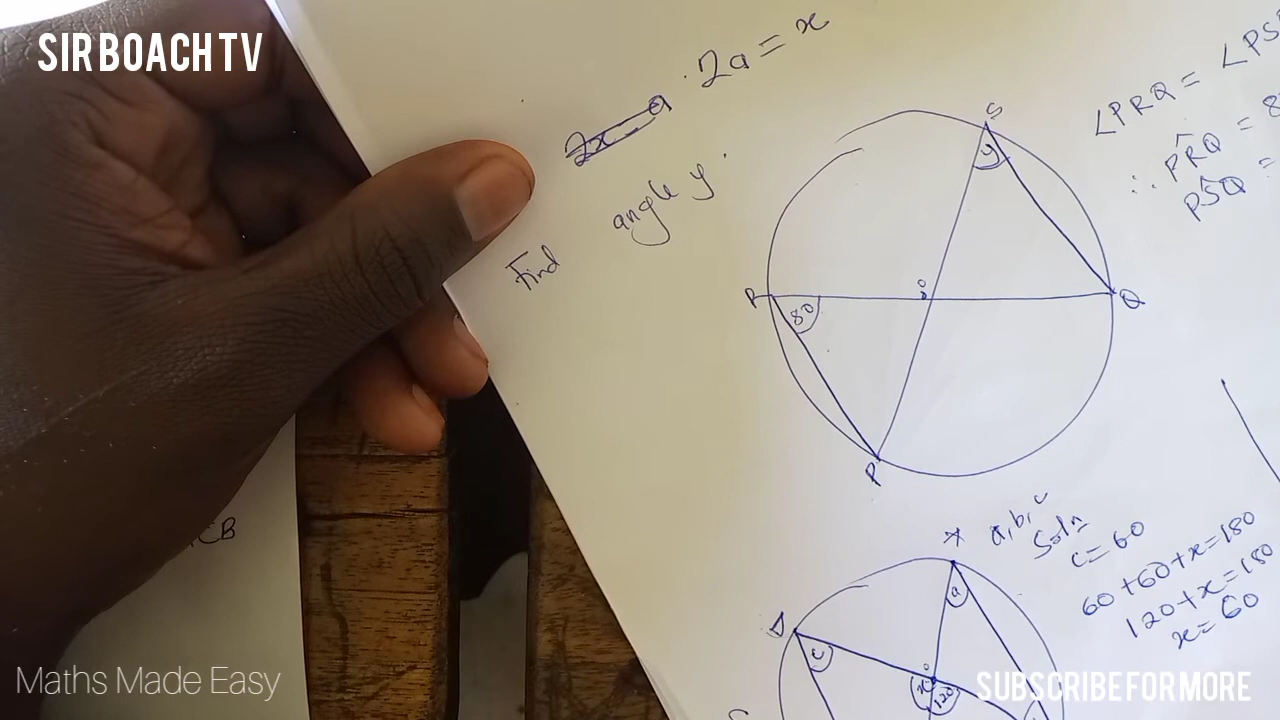 SIR BOACH TV
2a = x
Find angle y.
S
y
R
80
o
Q
P
∠PRQ = ∠PS
∴ PR̂Q = 8
PŜQ =
CB
A
a, b, c
Soln
c = 60
60 + 60 + x = 180
120 + x = 180
x = 60
a
D
c
o
x
120
Maths Made Easy
SUBSCRIBE FOR MORE